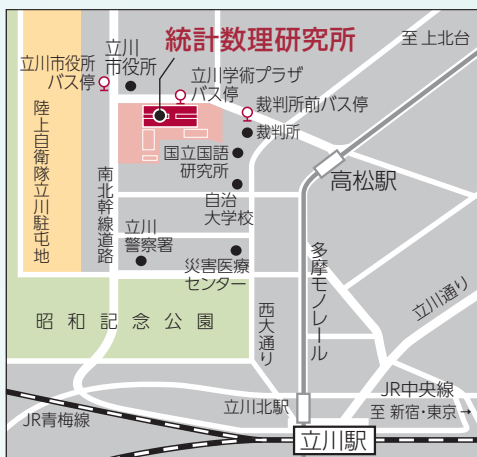 統計数理研究所
至 上北台
立川
市役所
立川市役所
バス停
立川学術プラザ
バス停
裁判所前バス停
裁判所
国立国語
研究所
高松駅
陸上自衛隊立川駐屯地
南北幹線道路
自治
大学校
立川
警察署
災害医療
センター
多摩モノレール
西大通り
立川通り
昭和記念公園
立川北駅
JR中央線
至 新宿・東京→
JR青梅線
立川駅